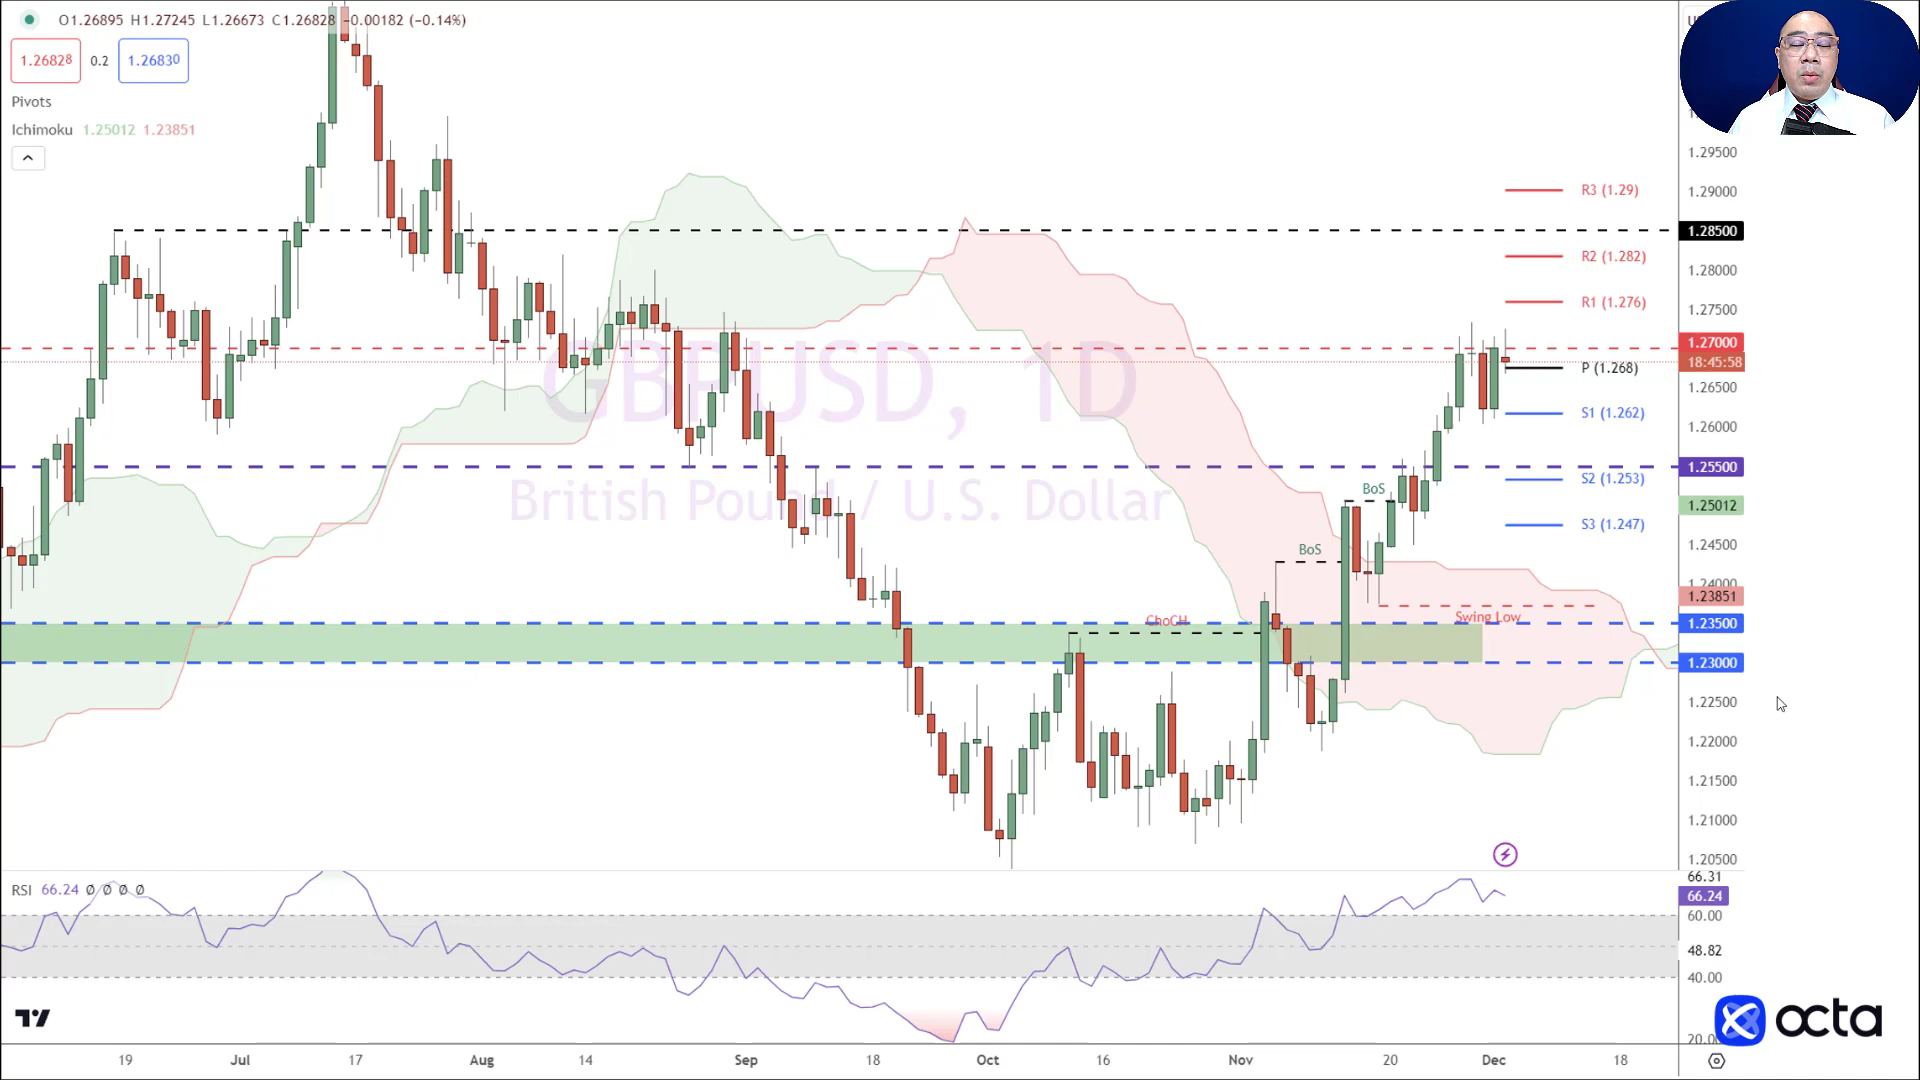 O1.26895 H1.27245 L1.26673 C1.26828 -0.00182 (-0.14%)
1.26828 0.2 1.26830
Pivots
Ichimoku 1.25012 1.23851
GBPUSD, 1D
British Pound / U.S. Dollar
R3 (1.29)
R2 (1.282)
R1 (1.276)
P (1.268)
S1 (1.262)
S2 (1.253)
S3 (1.247)
BoS
BoS
ChoCH
Swing Low
1.29500
1.29000
1.28500
1.28000
1.27500
1.27000
18:45:58
1.26500
1.26000
1.25500
1.25012
1.24500
1.24000
1.23851
1.23500
1.23000
1.22500
1.22000
1.21500
1.21000
1.20500
RSI 66.24 Ø Ø Ø Ø
66.31
66.24
60.00
48.82
40.00
20.00
octa
19 Jul 17 Aug 14 Sep 18 Oct 16 Nov 20 Dec 18